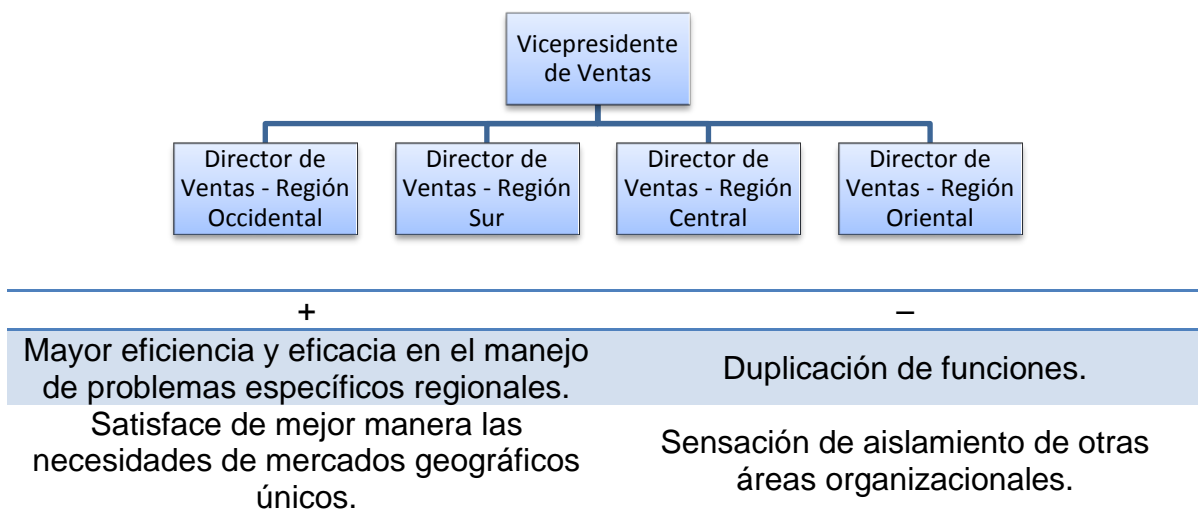 Vicepresidente
de Ventas
Director de
Ventas - Región
Occidental
Director de
Ventas - Región
Sur
Director de
Ventas - Región
Central
Director de
Ventas - Región
Oriental
+
–
Mayor eficiencia y eficacia en el manejo
de problemas específicos regionales.
Duplicación de funciones.
Satisface de mejor manera las
necesidades de mercados geográficos
únicos.
Sensación de aislamiento de otras
áreas organizacionales.